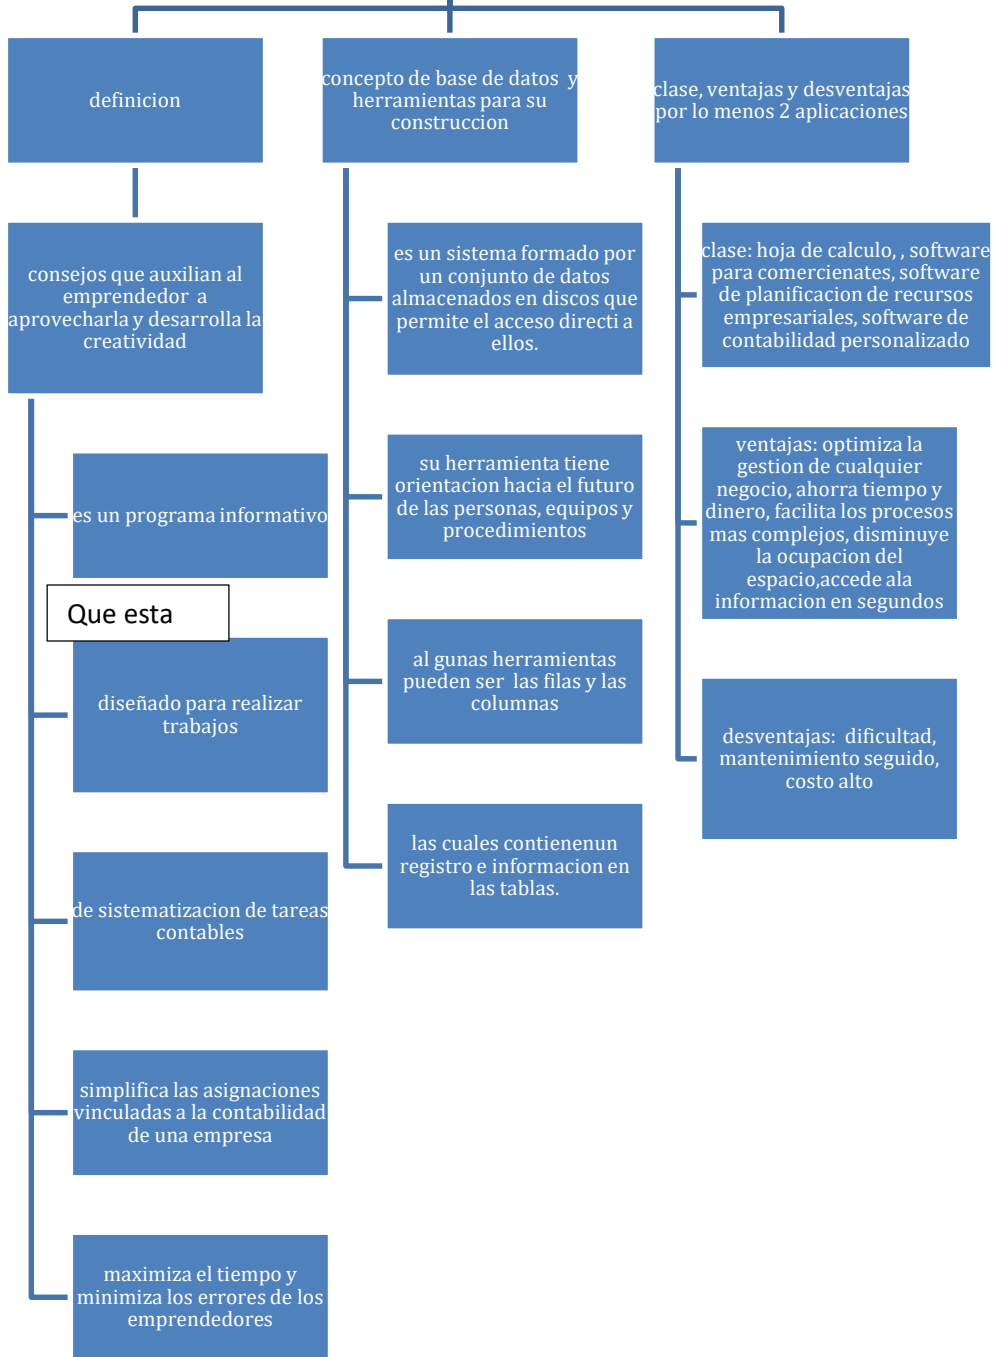 definicion
consejos que auxilian al
emprendedor a
aprovecharla y desarrolla la
creatividad
es un programa informativo
Que esta
diseñado para realizar
trabajos
de sistematizacion de tareas
contables
simplifica las asignaciones
vinculadas a la contabilidad
de una empresa
maximiza el tiempo y
minimiza los errores de los
emprendedores
concepto de base de datos y
herramientas para su
construccion
es un sistema formado por
un conjunto de datos
almacenados en discos que
permite el acceso directi a
ellos.
su herramienta tiene
orientacion hacia el futuro
de las personas, equipos y
procedimientos
al gunas herramientas
pueden ser las filas y las
columnas
las cuales contienenun
registro e informacion en
las tablas.
clase, ventajas y desventajas
por lo menos 2 aplicaciones
clase: hoja de calculo, , software
para comercienates, software
de planificacion de recursos
empresariales, software de
contabilidad personalizado
ventajas: optimiza la
gestion de cualquier
negocio, ahorra tiempo y
dinero, facilita los procesos
mas complejos, disminuye
la ocupacion del
espacio,accede ala
informacion en segundos
desventajas: dificultad,
mantenimiento seguido,
costo alto